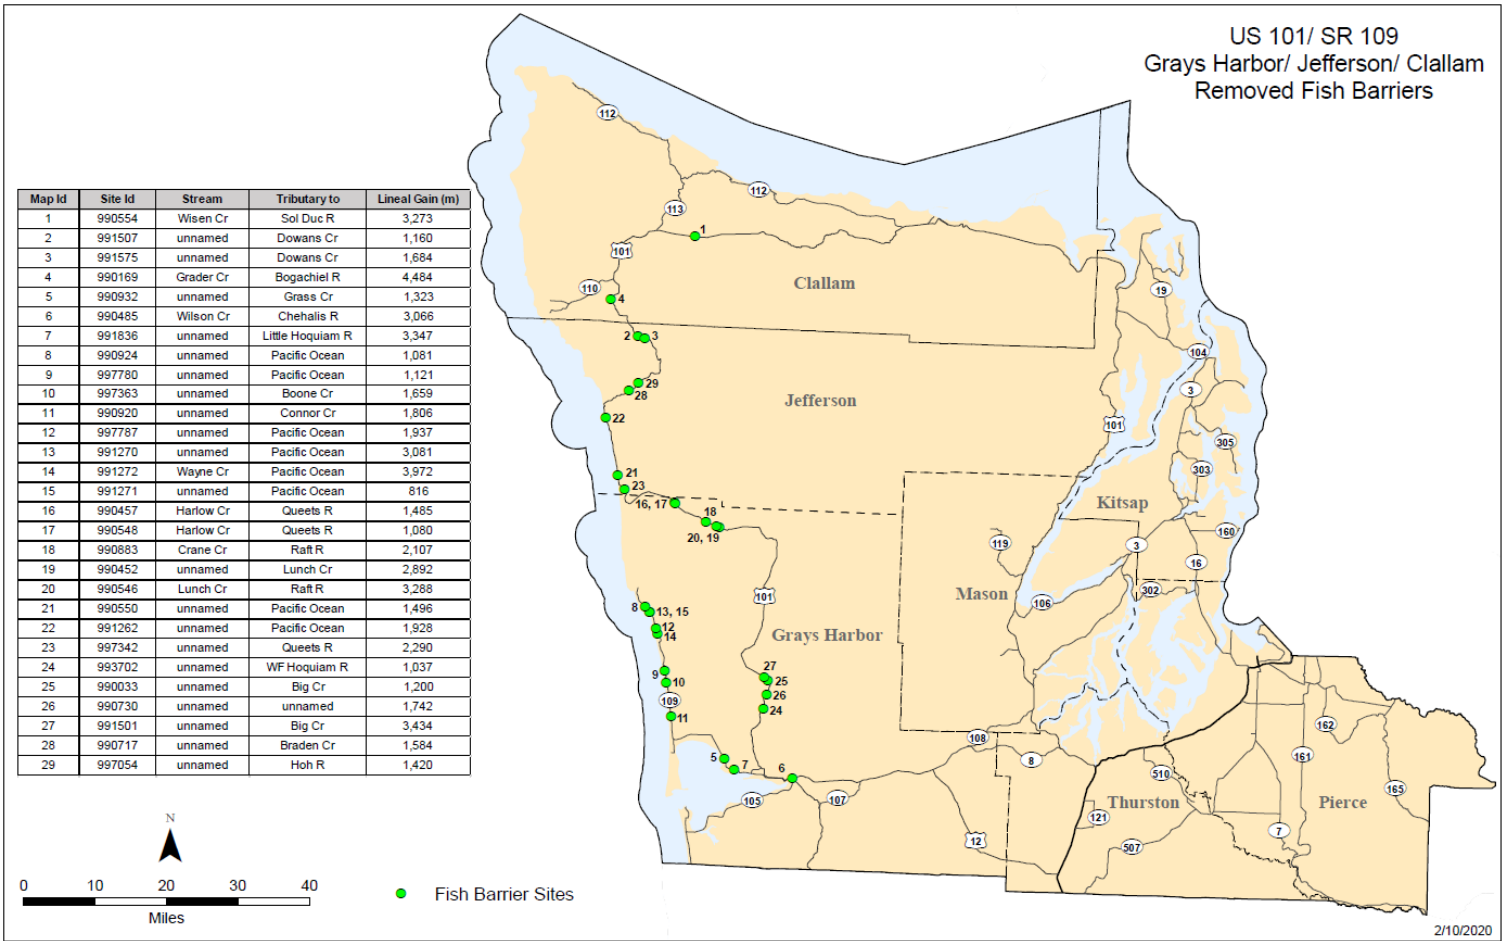 US 101/ SR 109
Grays Harbor/ Jefferson/ Clallam
Removed Fish Barriers
Map Id Site Id Stream Tributary to Lineal Gain (m)
1 990554 Wisen Cr Sol Duc R 3,273
2 991507 unnamed Dowans Cr 1,160
3 991575 unnamed Dowans Cr 1,684
4 990169 Grader Cr Bogachiel R 4,484
5 990932 unnamed Grass Cr 1,323
6 990485 Wilson Cr Chehalis R 3,066
7 991836 unnamed Little Hoquiam R 3,347
8 990924 unnamed Pacific Ocean 1,081
9 997780 unnamed Pacific Ocean 1,121
10 997363 unnamed Boone Cr 1,659
11 990920 unnamed Connor Cr 1,806
12 997787 unnamed Pacific Ocean 1,937
13 991270 unnamed Pacific Ocean 3,081
14 991272 Wayne Cr Pacific Ocean 3,972
15 991271 unnamed Pacific Ocean 816
16 990457 Harlow Cr Queets R 1,485
17 990548 Harlow Cr Queets R 1,080
18 990883 Crane Cr Raft R 2,107
19 990452 unnamed Lunch Cr 2,892
20 990546 Lunch Cr Raft R 3,288
21 990550 unnamed Pacific Ocean 1,496
22 991262 unnamed Pacific Ocean 1,928
23 997342 unnamed Queets R 2,290
24 993702 unnamed WF Hoquiam R 1,037
25 990033 unnamed Big Cr 1,200
26 990730 unnamed unnamed 1,742
27 991501 unnamed Big Cr 3,434
28 990717 unnamed Braden Cr 1,584
29 997054 unnamed Hoh R 1,420
112
112
113
1
101
Clallam
110
4
19
2
3
104
29
3
28
Jefferson
22
101
305
303
21
23
16, 17
Kitsap
18
20, 19
160
119
3
16
302
101
Mason
106
8
13, 15
12
14
Grays Harbor
9
10
27
25
26
109
24
11
108
162
5
8
161
7
6
510
165
105
107
Thurston
Pierce
121
7
12
507
N
0 10 20 30 40
Miles
Fish Barrier Sites
2/10/2020